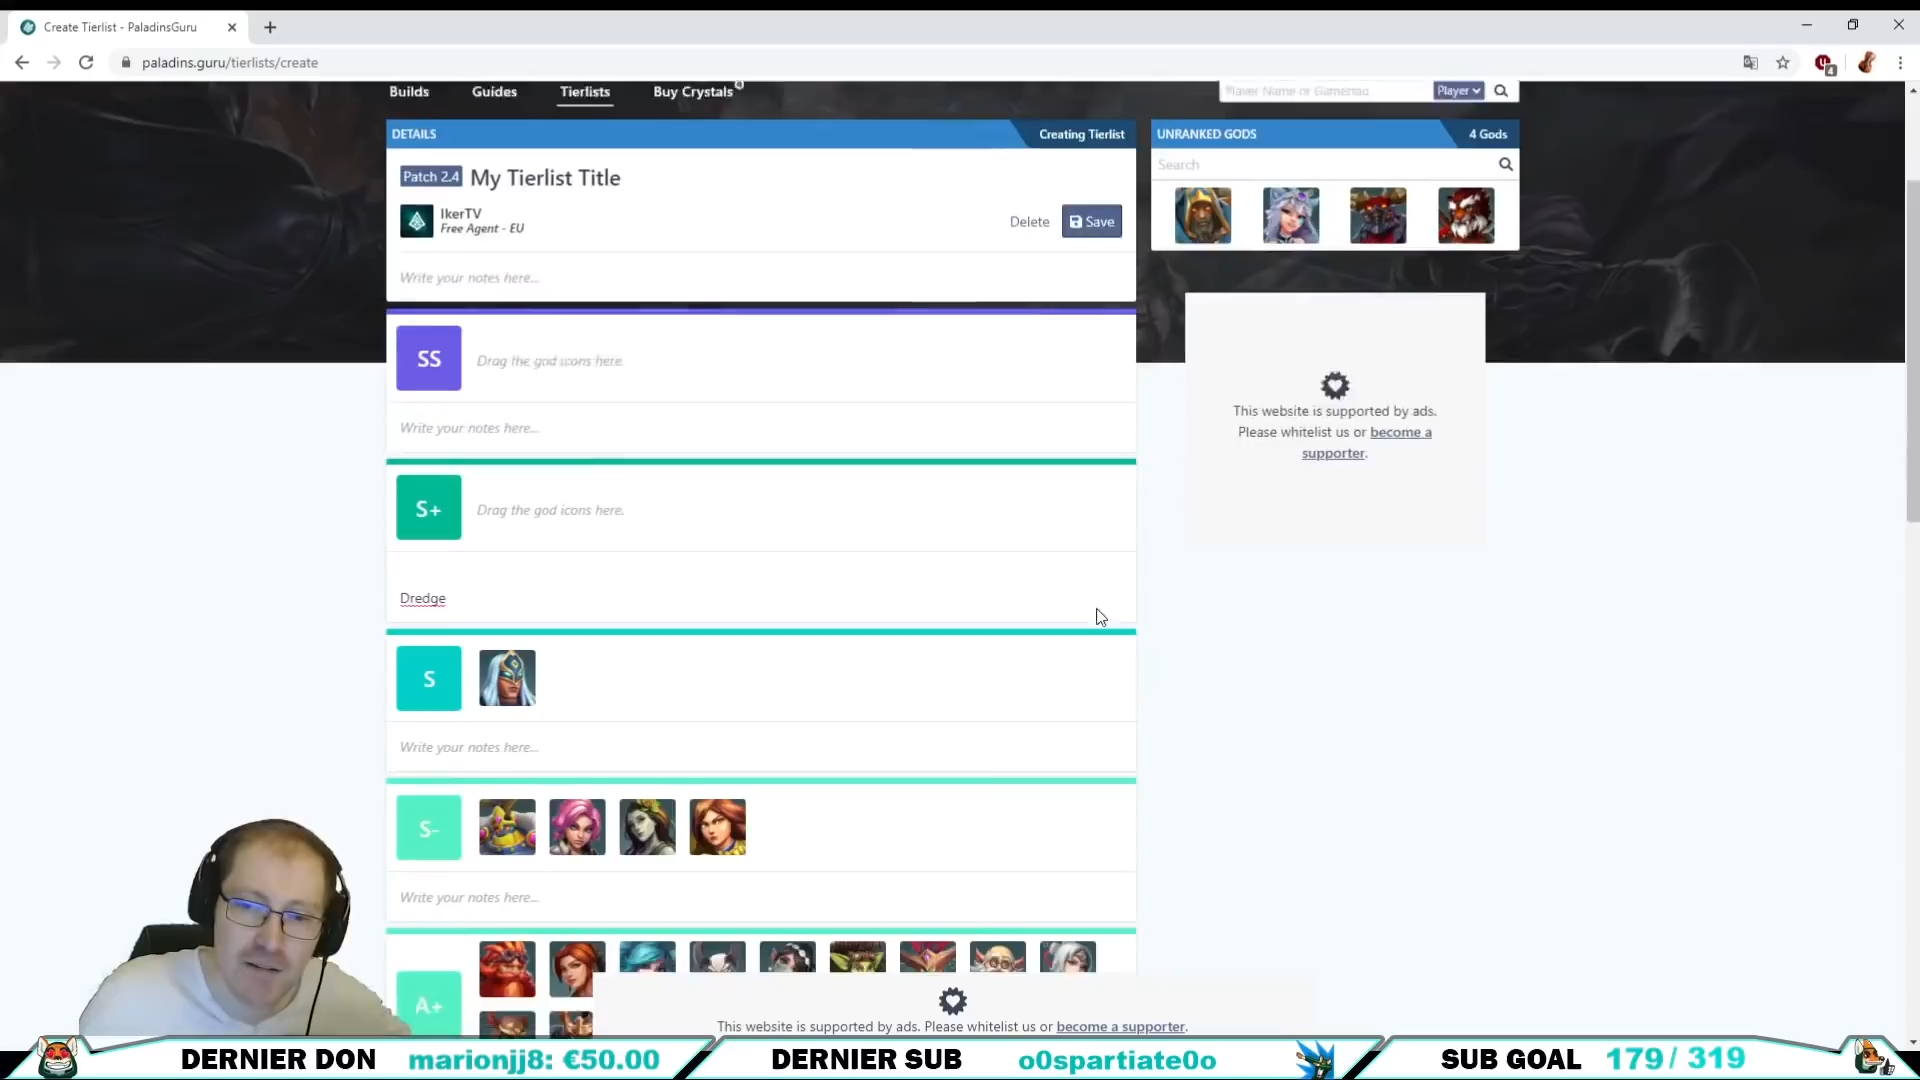 Create Tierlist - PaladinsGuru
paladins.guru/tierlists/create
4
Builds
Guides
Tierlists
Buy Crystals
Player Name or Gamertag
Player
DETAILS
Creating Tierlist
UNRANKED GODS
4 Gods
Search
Patch 2.4
My Tierlist Title
IkerTV
Free Agent - EU
Delete
Save
Write your notes here...
SS
Drag the god icons here.
Write your notes here...
This website is supported by ads.
Please whitelist us or become a
supporter.
S+
Drag the god icons here.
Dredge
S
Write your notes here...
S-
Write your notes here...
A+
This website is supported by ads. Please whitelist us or become a supporter.
DERNIER DON
marionjj8: €50.00
DERNIER SUB
o0spartiate0o
SUB GOAL
179 / 319